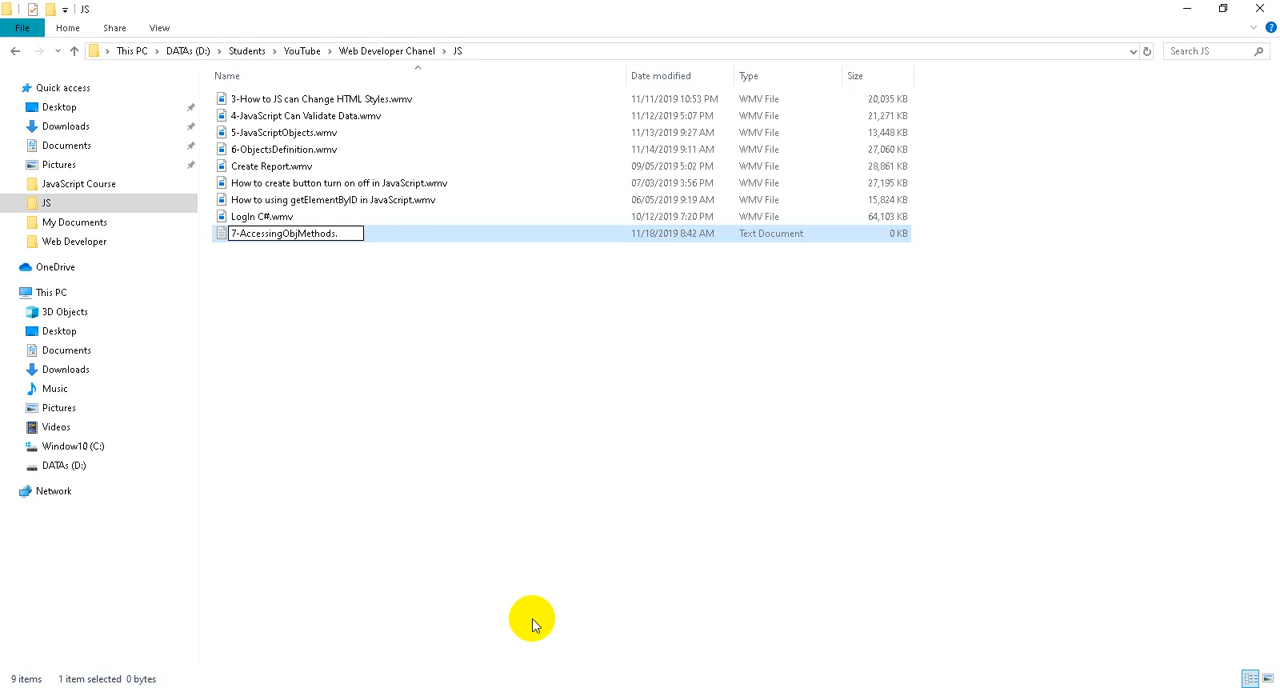 JS
File Home Share View
This PC DATAs (D:) Students YouTube Web Developer Chanel JS Search JS
Name Date modified Type Size
Quick access
Desktop
Downloads
Documents
Pictures
JavaScript Course
JS
My Documents
Web Developer
OneDrive
This PC
3D Objects
Desktop
Documents
Downloads
Music
Pictures
Videos
Window10 (C:)
DATAs (D:)
Network
3-How to JS can Change HTML Styles.wmv 11/11/2019 10:53 PM WMV File 20,035 KB
4-JavaScript Can Validate Data.wmv 11/12/2019 5:07 PM WMV File 21,271 KB
5-JavaScriptObjects.wmv 11/13/2019 9:27 AM WMV File 13,448 KB
6-ObjectsDefinition.wmv 11/14/2019 9:11 AM WMV File 27,060 KB
Create Report.wmv 09/05/2019 5:02 PM WMV File 28,861 KB
How to create button turn on off in JavaScript.wmv 07/03/2019 3:56 PM WMV File 27,195 KB
How to using getElementByID in JavaScript.wmv 06/05/2019 9:19 AM WMV File 15,824 KB
LogIn C#.wmv 10/12/2019 7:20 PM WMV File 64,103 KB
7-AccessingObjMethods. 11/18/2019 8:42 AM Text Document 0 KB
9 items 1 item selected 0 bytes